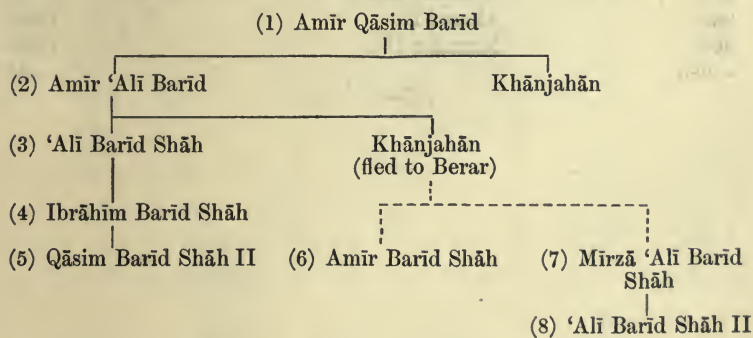 (1) Amīr Qāsim Barīd
(2) Amīr ‘Alī Barīd Khānjahān
(3) ‘Alī Barīd Shāh Khānjahān
(fled to Berar)
(4) Ibrāhīm Barīd Shāh
(5) Qāsim Barīd Shāh II (6) Amīr Barīd Shāh (7) Mīrzā ‘Alī Barīd
Shāh
(8) ‘Alī Barīd Shāh II